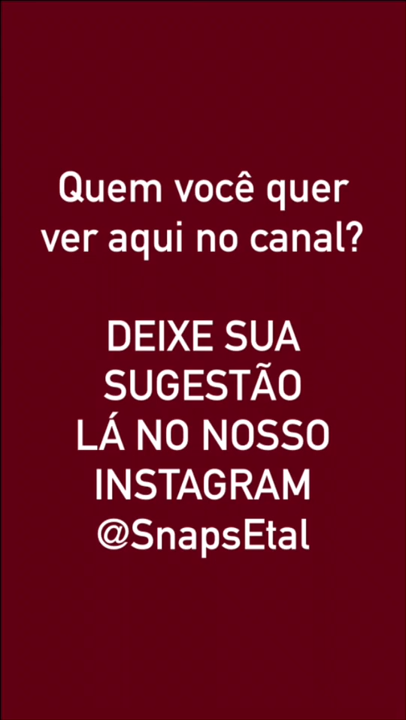 Quem você quer
ver aqui no canal?
DEIXE SUA
SUGESTÃO
LÁ NO NOSSO
INSTAGRAM
@SnapsEtal